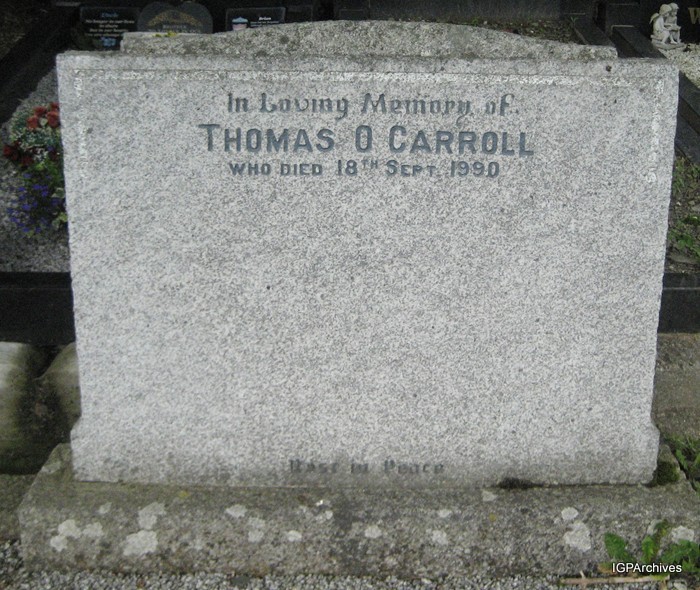 In Loving Memory of
THOMAS O CARROLL
WHO DIED 18TH SEPT. 1990
Rest in Peace
IGPArchives